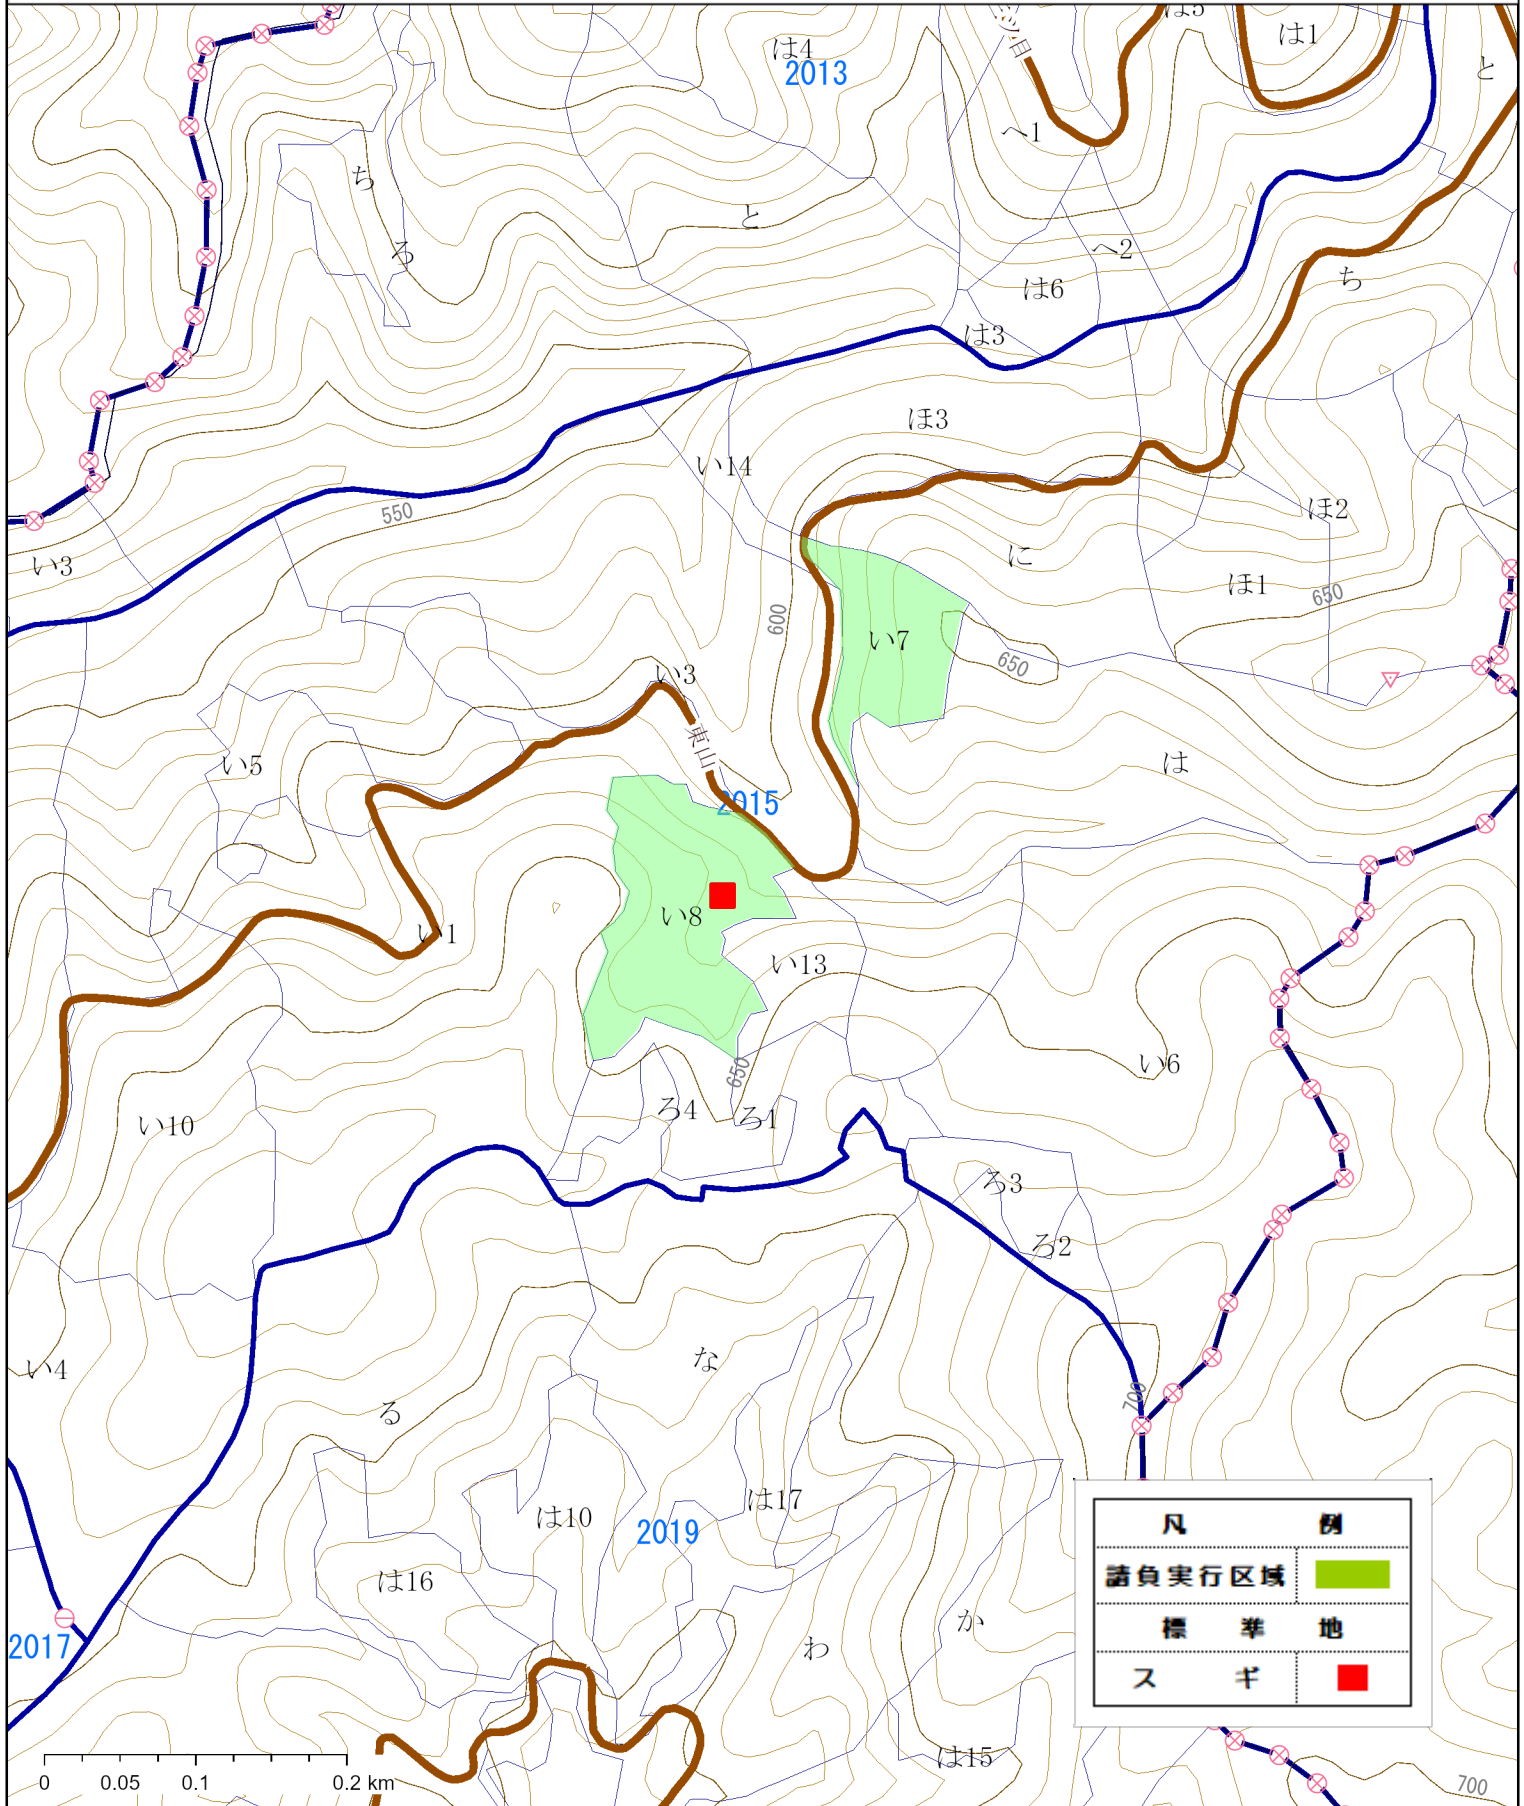 は5
は1
は4
2013
と
へ1
ち
と
ろ
へ2
ち
は6
は3
ほ3
い14
550
ほ2
い3
に
ほ1
650
600
い7
650
い3
東山
い5
は
2015
い8
い1
い13
い6
650
ろ4
ろ1
い10
ろ3
ろ2
な
い4
700
る
は17
は10
2019
は16
か
わ
2017
は15
700
凡例
請負実行区域
標準地
スギ
0 0.05 0.1 0.2 km